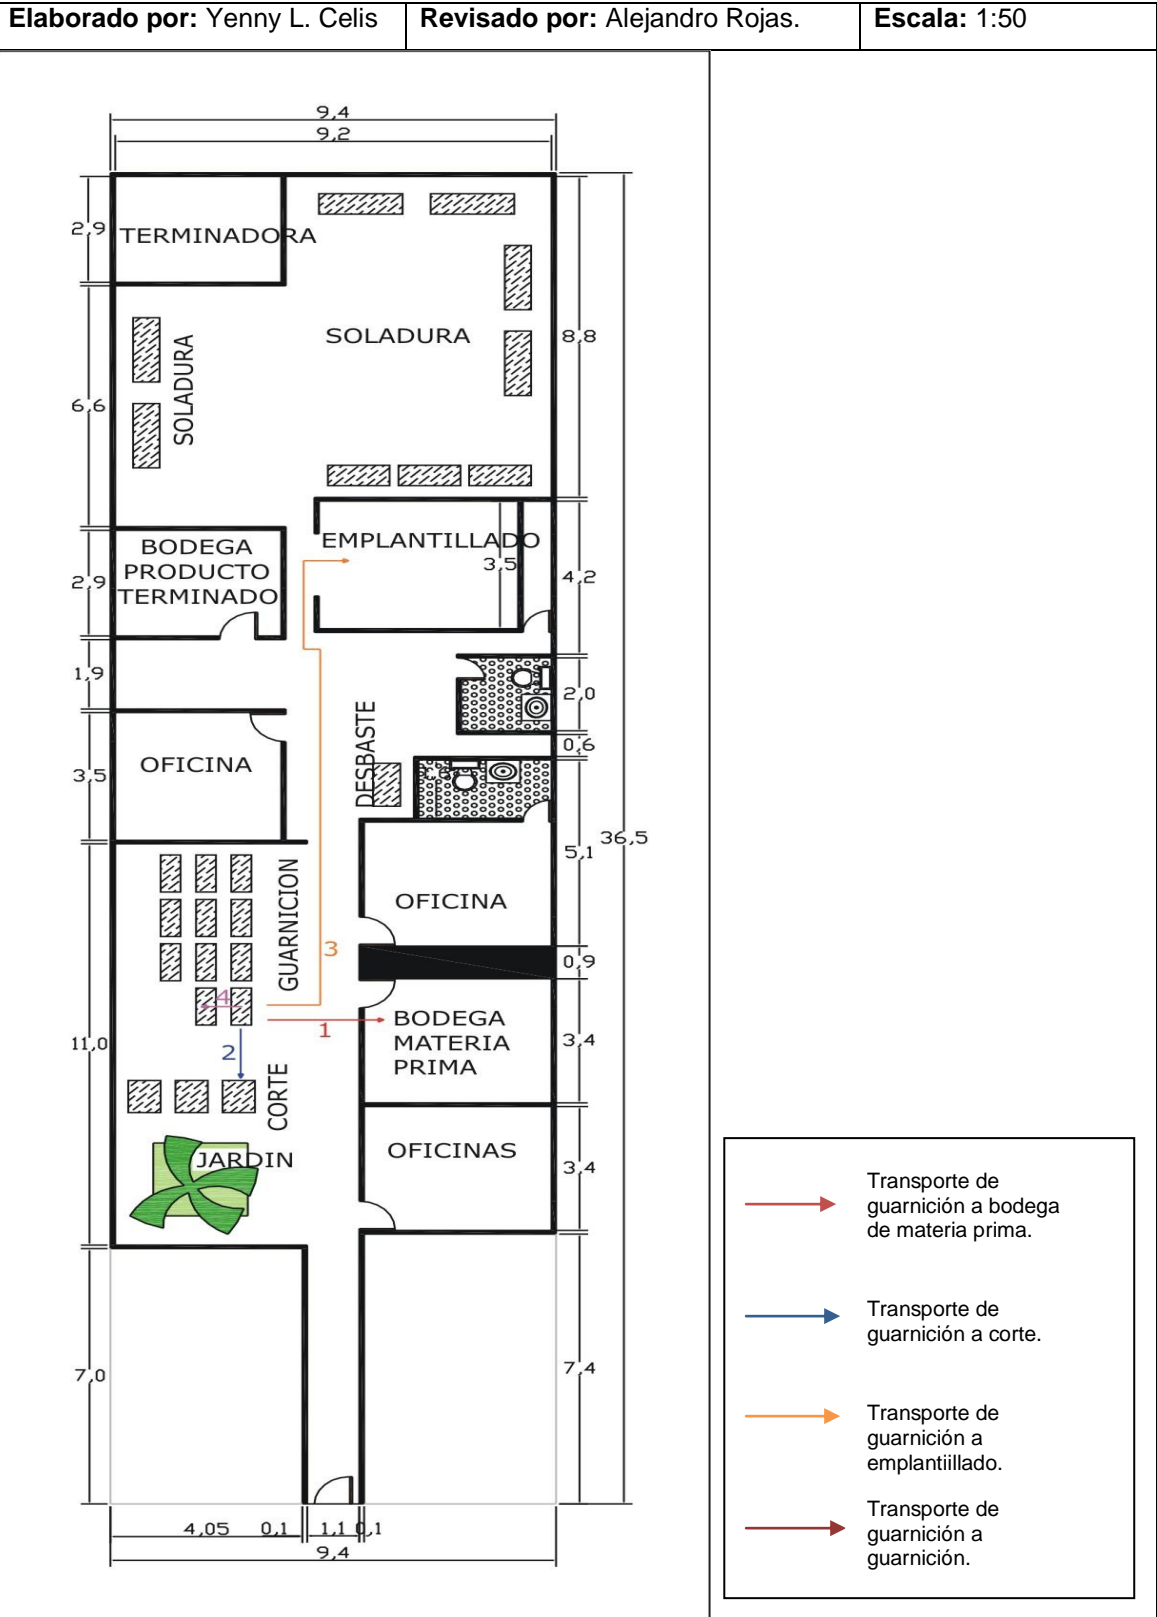 Elaborado por: Yenny L. Celis
Revisado por: Alejandro Rojas.
Escala: 1:50
9,4
9,2
2,9
TERMINADORA
SOLADURA
8,8
SOLADURA
6,6
BODEGA
PRODUCTO
TERMINADO
2,9
EMPLANTILLADO
3,5
4,2
1,9
2,0
0,6
DESBASTE
OFICINA
3,5
36,5
5,1
GUARNICION
OFICINA
3
0,9
4
1
BODEGA
MATERIA
PRIMA
11,0
2
3,4
CORTE
JARDIN
OFICINAS
3,4
7,0
7,4
4,05
0,1
1,1
0,1
9,4
Transporte de
guarnición a bodega
de materia prima.
Transporte de
guarnición a corte.
Transporte de
guarnición a
emplantiillado.
Transporte de
guarnición a
guarnición.